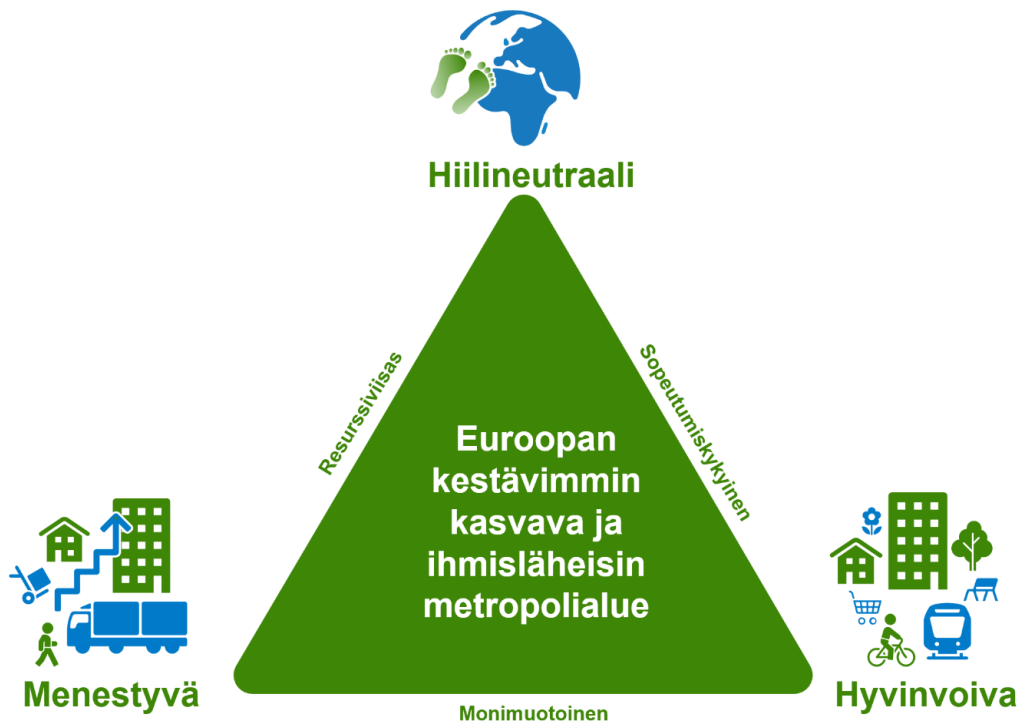 Hiilineutraali
Resurssiviisas
Sopeutumiskykyinen
Euroopan
kestävimmin
kasvava ja
ihmisläheisin
metropolialue
Menestyvä
Hyvinvoiva
Monimuotoinen